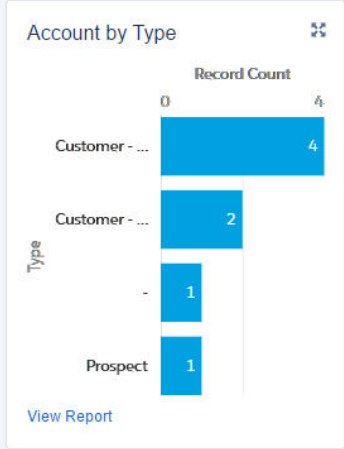 Account by Type
Record Count
0 4
Customer - ... 4
Customer - ... 2
Type
- 1
Prospect 1
View Report